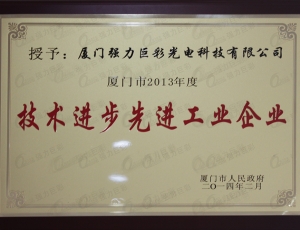 授予：厦门强力巨彩光电科技有限公司
厦门市2013年度
技术进步先进工业企业
厦门市人民政府
二〇一四年二月